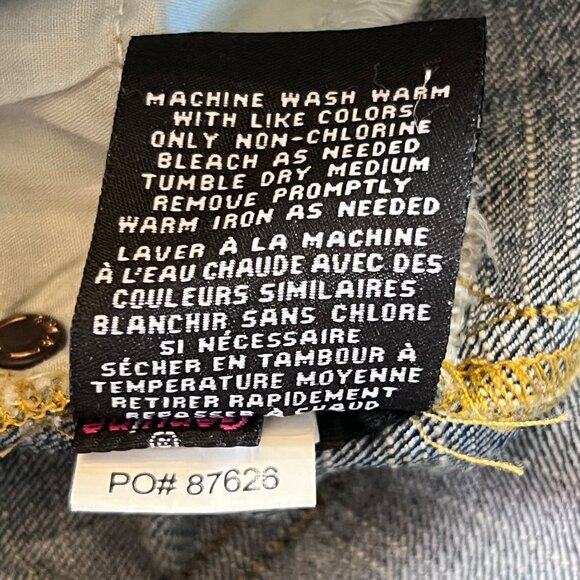 MACHINE WASH WARM
WITH LIKE COLORS
ONLY NON-CHLORINE
BLEACH AS NEEDED
TUMBLE DRY MEDIUM
REMOVE PROMPTLY
WARM IRON AS NEEDED
LAVER À LA MACHINE
À L'EAU CHAUDE AVEC DES
COULEURS SIMILAIRES
BLANCHIR SANS CHLORE
SI NÉCESSAIRE
SÉCHER EN TAMBOUR À
TEMPERATURE MOYENNE
RETIRER RAPIDEMENT
REPASSER À CHAUD
PO# 87626